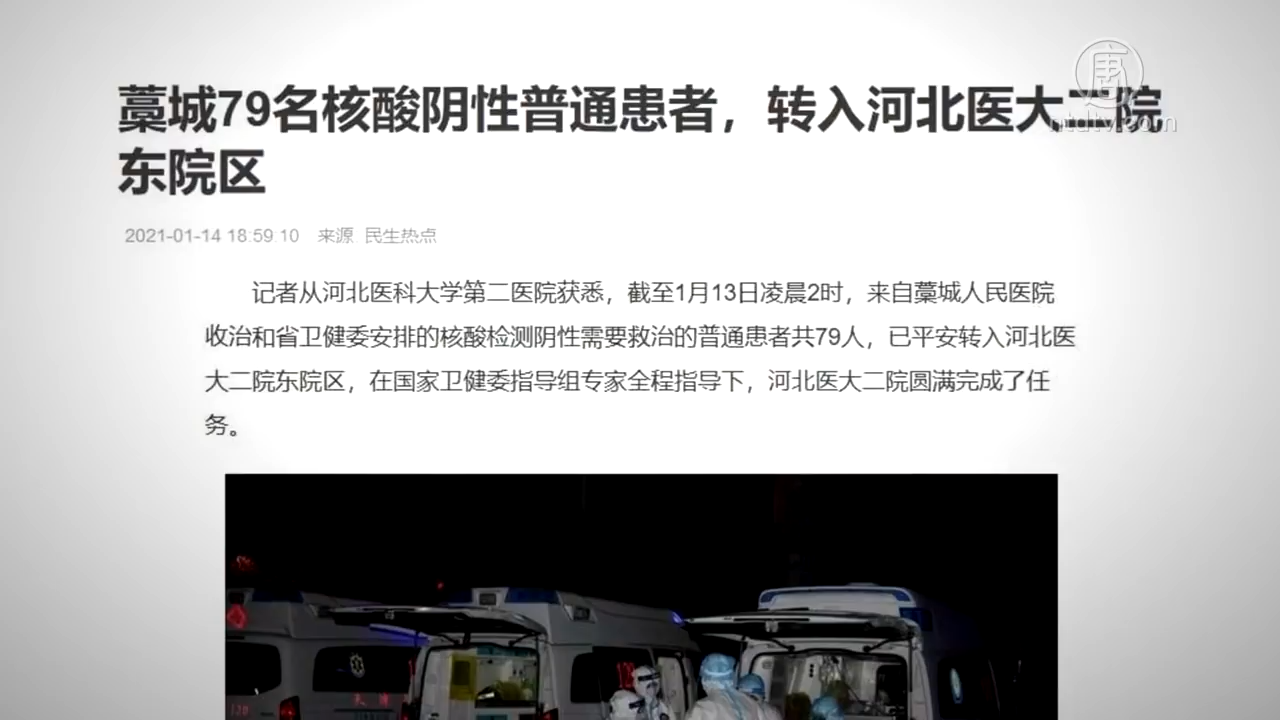 唐
ntdtv.com
藁城79名核酸阴性普通患者，转入河北医大二院
东院区
2021-01-14 18:59:10 来源: 民生热点
记者从河北医科大学第二医院获悉，截至1月13日凌晨2时，来自藁城人民医院
收治和省卫健委安排的核酸检测阴性需要救治的普通患者共79人，已平安转入河北医
大二院东院区，在国家卫健委指导组专家全程指导下，河北医大二院圆满完成了任
务。
120